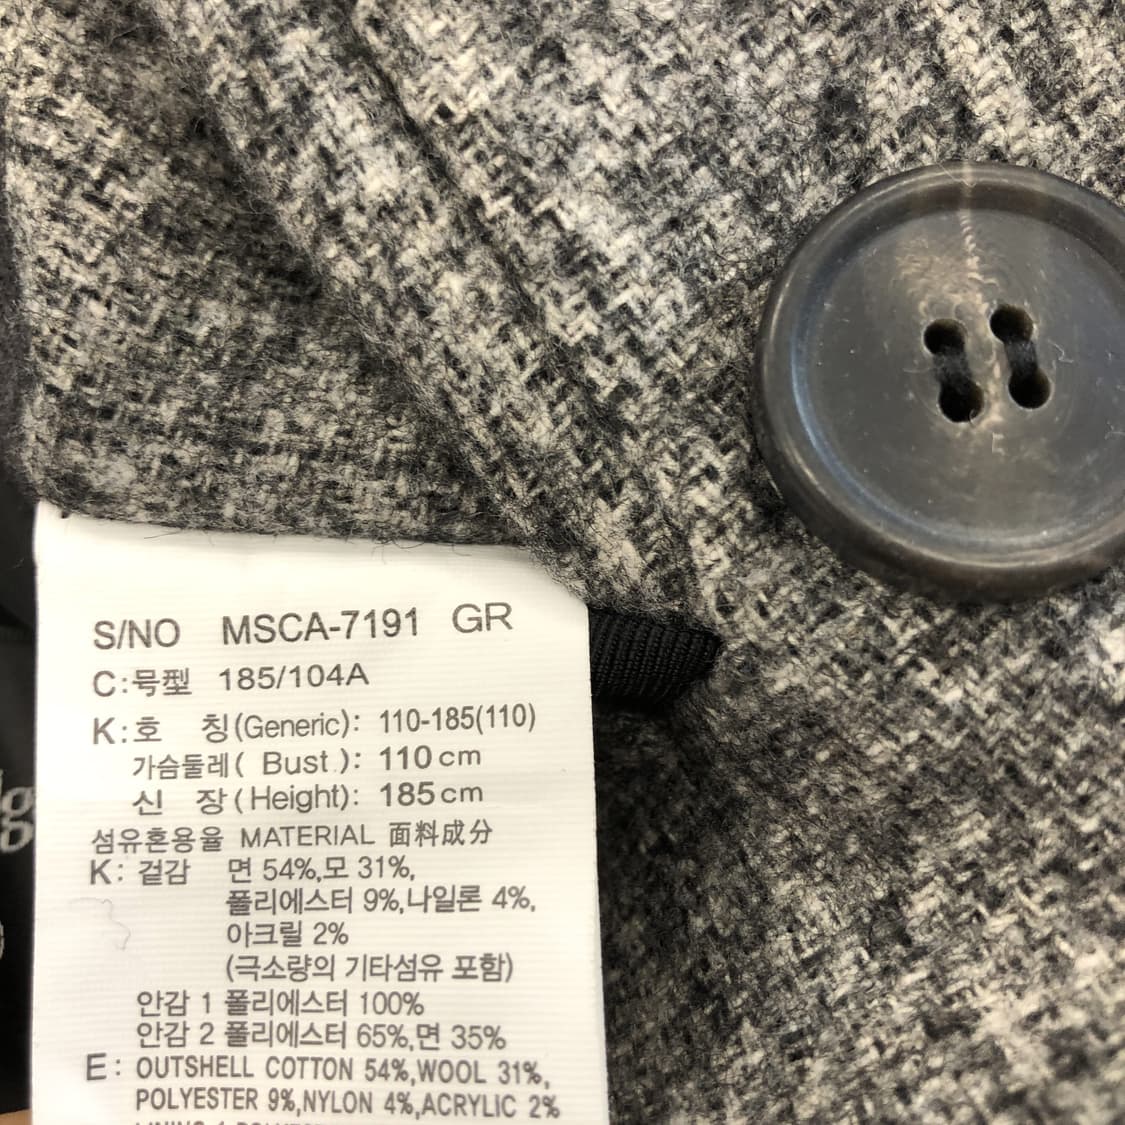 S/NO MSCA-7191 GR
C:号型 185/104A
K:호 칭(Generic): 110-185(110)
가슴둘레( Bust ): 110cm
신 장(Height): 185cm
섬유혼용율 MATERIAL 面料成分
K: 겉감 면 54%,모 31%,
폴리에스터 9%,나일론 4%,
아크릴 2%
(극소량의 기타섬유 포함)
안감 1 폴리에스터 100%
안감 2 폴리에스터 65%,면 35%
E: OUTSHELL COTTON 54%,WOOL 31%,
POLYESTER 9%,NYLON 4%,ACRYLIC 2%